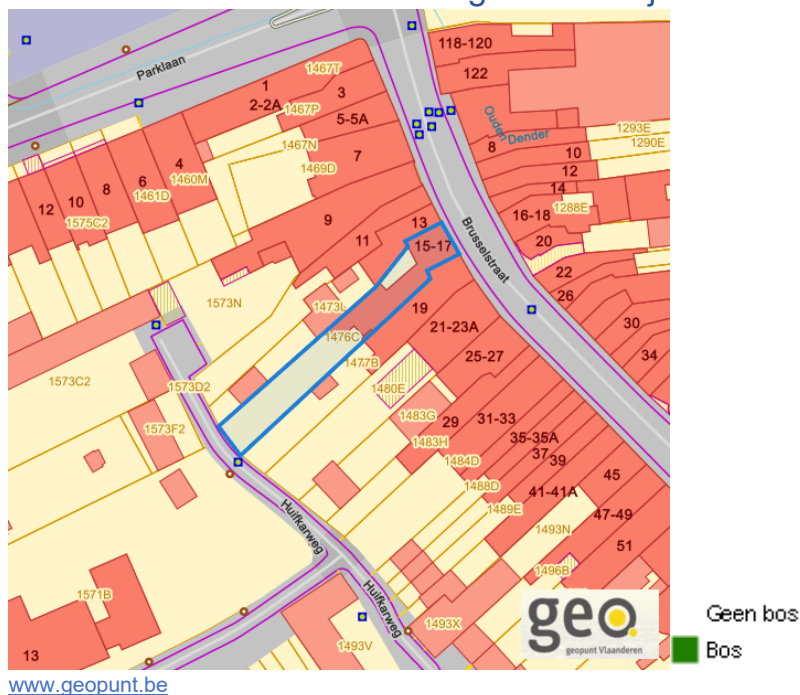 118-120
Parklaan
1467T
1
122
3
2-2A
1467P
5-5A
Ouden Dender
1293E
8
1290E
1467N
7
10
4
1469D
12
6
1460M
8
14
1461D
10
1288E
12
16-18
1575C2
9
13
20
11
15-17
Brusselstraat
22
26
1573N
19
1476C
21-23A
30
1477B
25-27
34
1573C2
1573D2
1480E
1483G
29
31-33
1573F2
1483H
35-35A
37
1484D
39
45
1488D
41-41A
1489E
47-49
Huifkarweg
1493N
51
1496B
1571B
Huifkarweg
geo.
geopunt Vlaanderen
Geen bos
1493X
13
1493V
Bos
www.geopunt.be